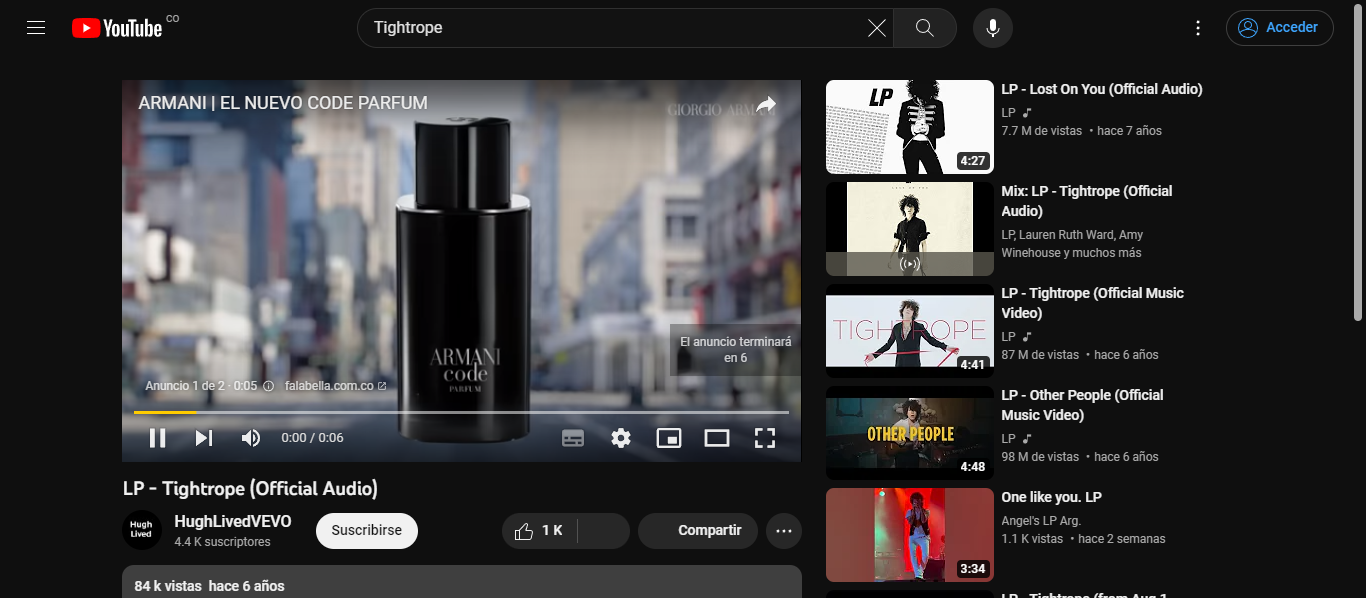 YouTube CO
Tightrope
Acceder
ARMANI | EL NUEVO CODE PARFUM
GIORGIO ARMANI
ARMANI
code
PARFUM
El anuncio terminará
en 6
Anuncio 1 de 2 · 0:05
falabella.com.co
0:00 / 0:06
LP - Tightrope (Official Audio)
Hugh
Lived
HughLivedVEVO
4.4 K suscriptores
Suscribirse
1 K
Compartir
84 k vistas hace 6 años
LP
4:27
LP - Lost On You (Official Audio)
LP
7.7 M de vistas • hace 7 años
Mix: LP - Tightrope (Official
Audio)
LP, Lauren Ruth Ward, Amy
Winehouse y muchos más
TIGHTROPE
4:41
LP - Tightrope (Official Music
Video)
LP
87 M de vistas • hace 6 años
OTHER PEOPLE
4:48
LP - Other People (Official
Music Video)
LP
98 M de vistas • hace 6 años
3:34
One like you. LP
Angel's LP Arg.
1.1 K vistas • hace 2 semanas
LP - Tightrope (from Aug 1